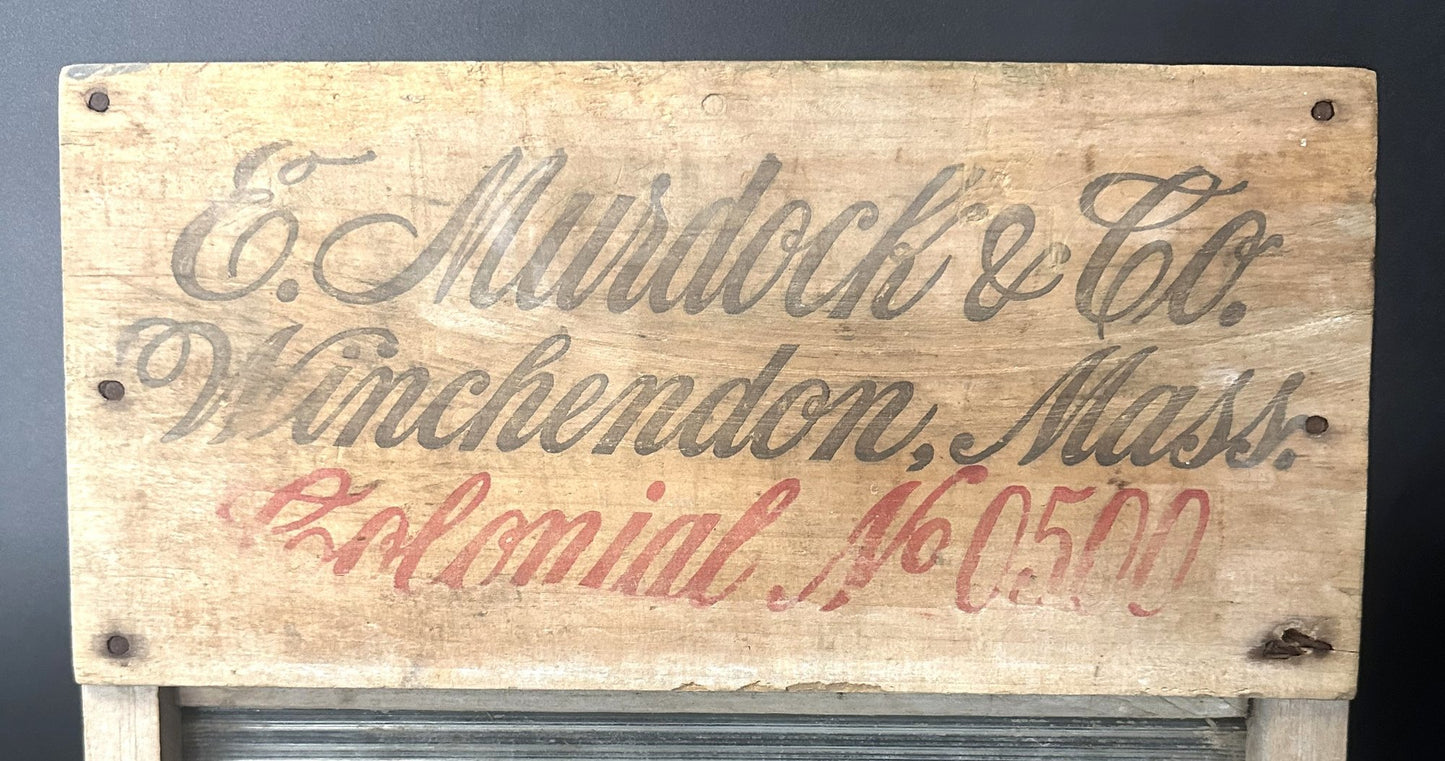 E. Murdock & Co.
Winchendon, Mass.
Colonial No 0500